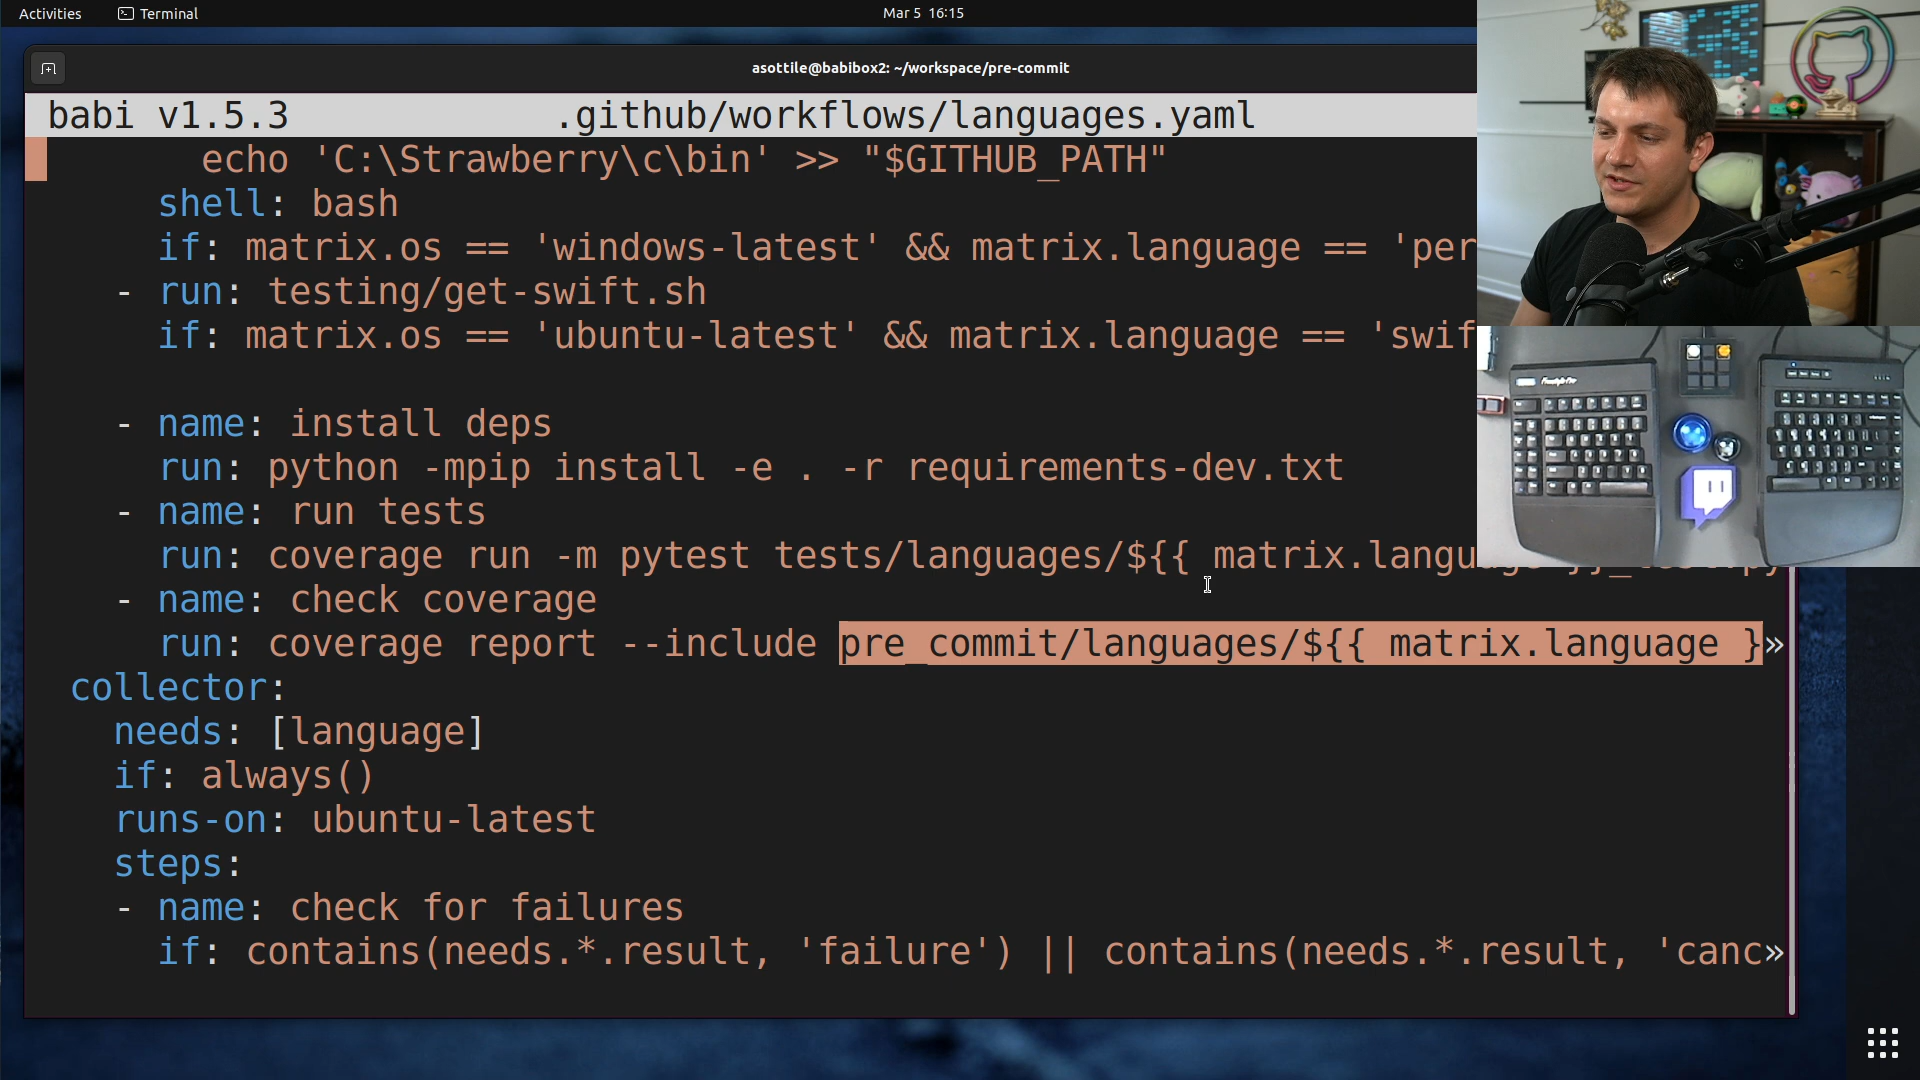 Activities Terminal Mar 5 16:15
asottile@babibox2: ~/workspace/pre-commit
babi v1.5.3 .github/workflows/languages.yaml
echo 'C:\Strawberry\c\bin' >> "$GITHUB_PATH"
shell: bash
if: matrix.os == 'windows-latest' && matrix.language == 'per
- run: testing/get-swift.sh
if: matrix.os == 'ubuntu-latest' && matrix.language == 'swif
- name: install deps
run: python -mpip install -e . -r requirements-dev.txt
- name: run tests
run: coverage run -m pytest tests/languages/${{ matrix.langu
- name: check coverage
run: coverage report --include pre_commit/languages/${{ matrix.language }»
collector:
needs: [language]
if: always()
runs-on: ubuntu-latest
steps:
- name: check for failures
if: contains(needs.*.result, 'failure') || contains(needs.*.result, 'canc»